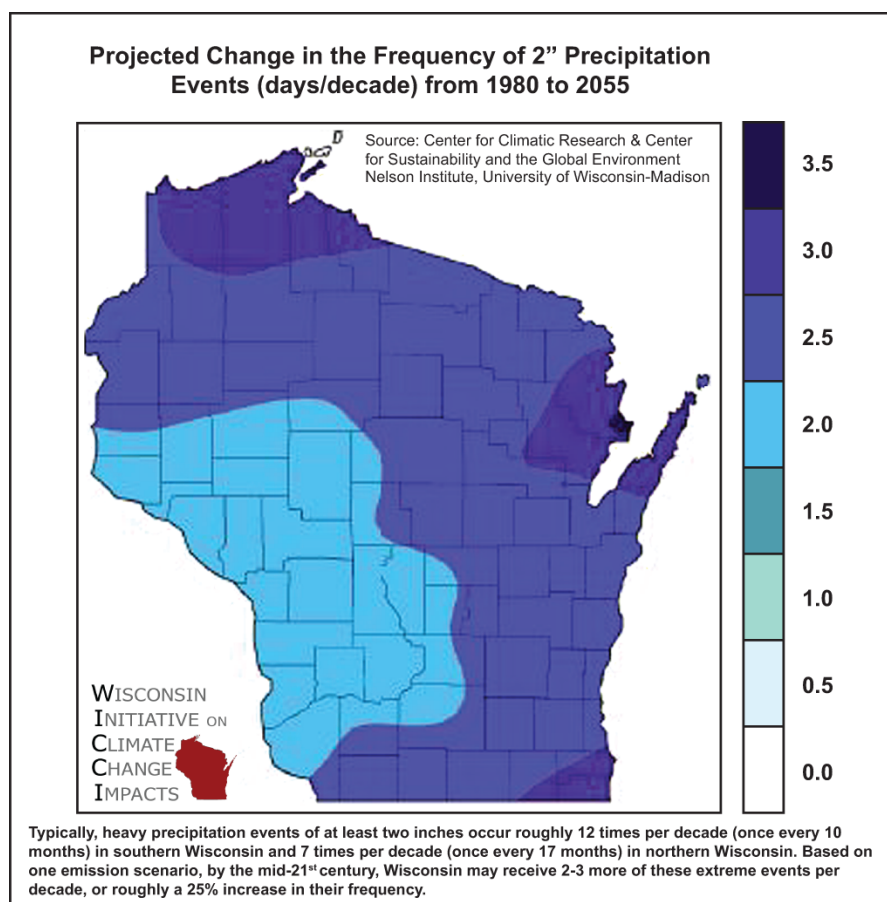 Projected Change in the Frequency of 2” Precipitation
Events (days/decade) from 1980 to 2055
Source: Center for Climatic Research & Center
for Sustainability and the Global Environment
Nelson Institute, University of Wisconsin-Madison
3.5
3.0
2.5
2.0
1.5
1.0
0.5
0.0
WISCONSIN
INITIATIVE ON
CLIMATE
CHANGE
IMPACTS
Typically, heavy precipitation events of at least two inches occur roughly 12 times per decade (once every 10
months) in southern Wisconsin and 7 times per decade (once every 17 months) in northern Wisconsin. Based on
one emission scenario, by the mid-21st century, Wisconsin may receive 2-3 more of these extreme events per
decade, or roughly a 25% increase in their frequency.